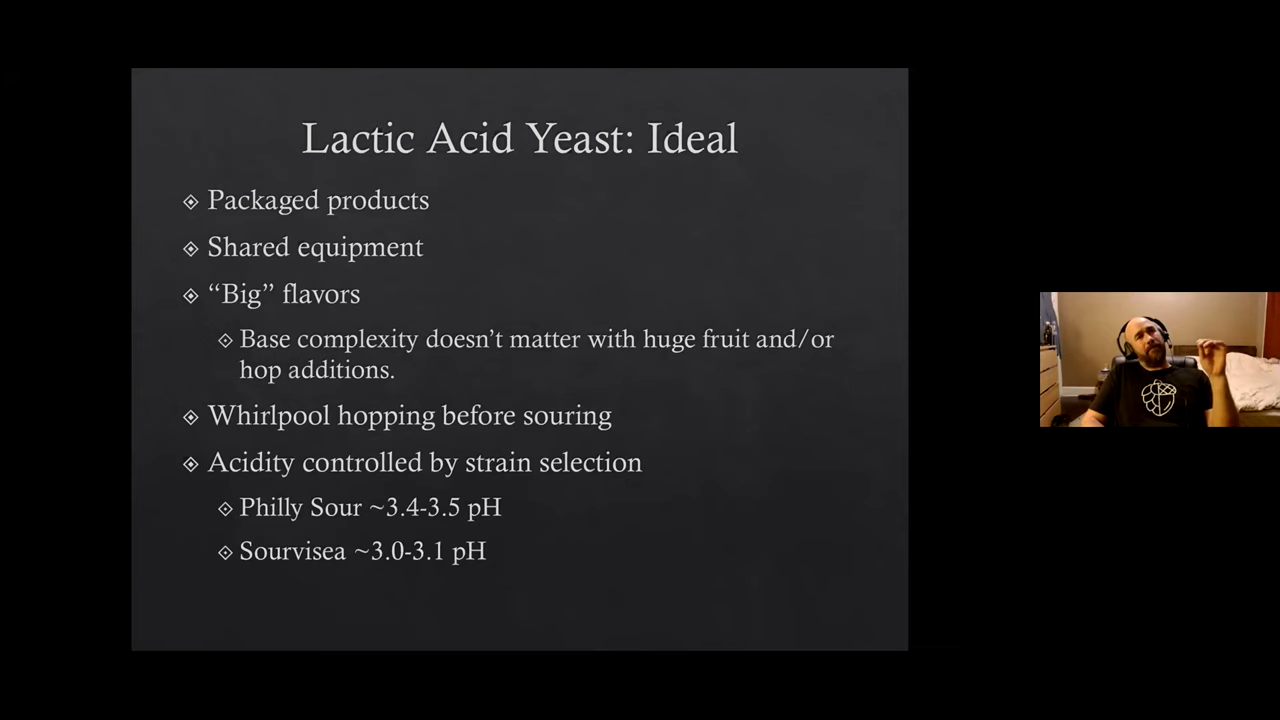 Lactic Acid Yeast: Ideal
Packaged products
Shared equipment
“Big” flavors
Base complexity doesn’t matter with huge fruit and/or
hop additions.
Whirlpool hopping before souring
Acidity controlled by strain selection
Philly Sour ~3.4-3.5 pH
Sourvisea ~3.0-3.1 pH